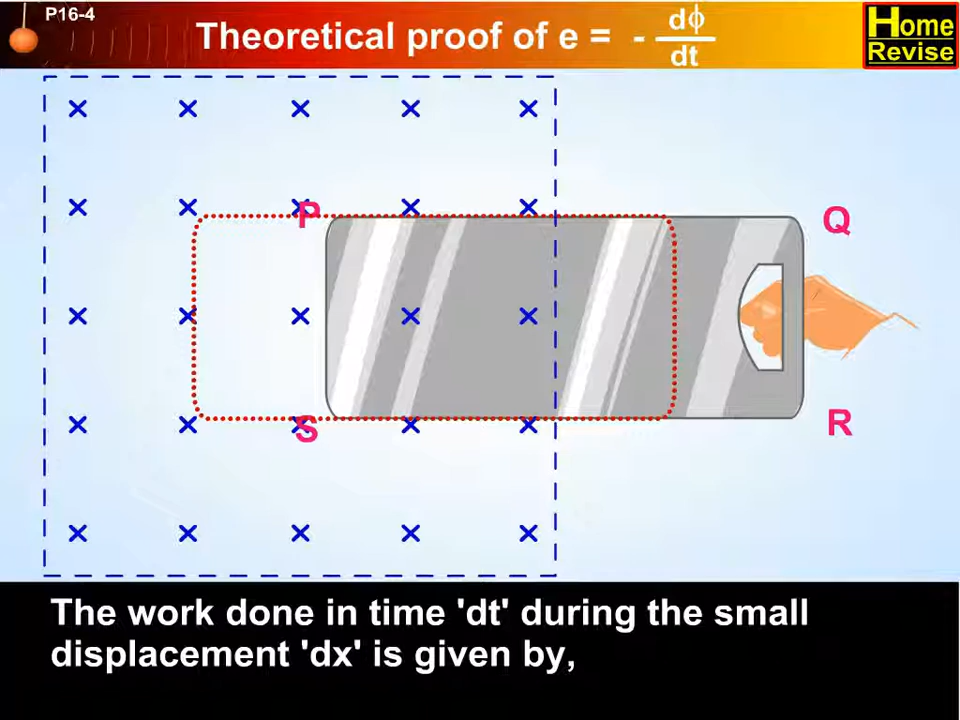 P16-4
Theoretical proof of e = - dϕ
dt
Home
Revise
P
Q
S
R
The work done in time 'dt' during the small
displacement 'dx' is given by,